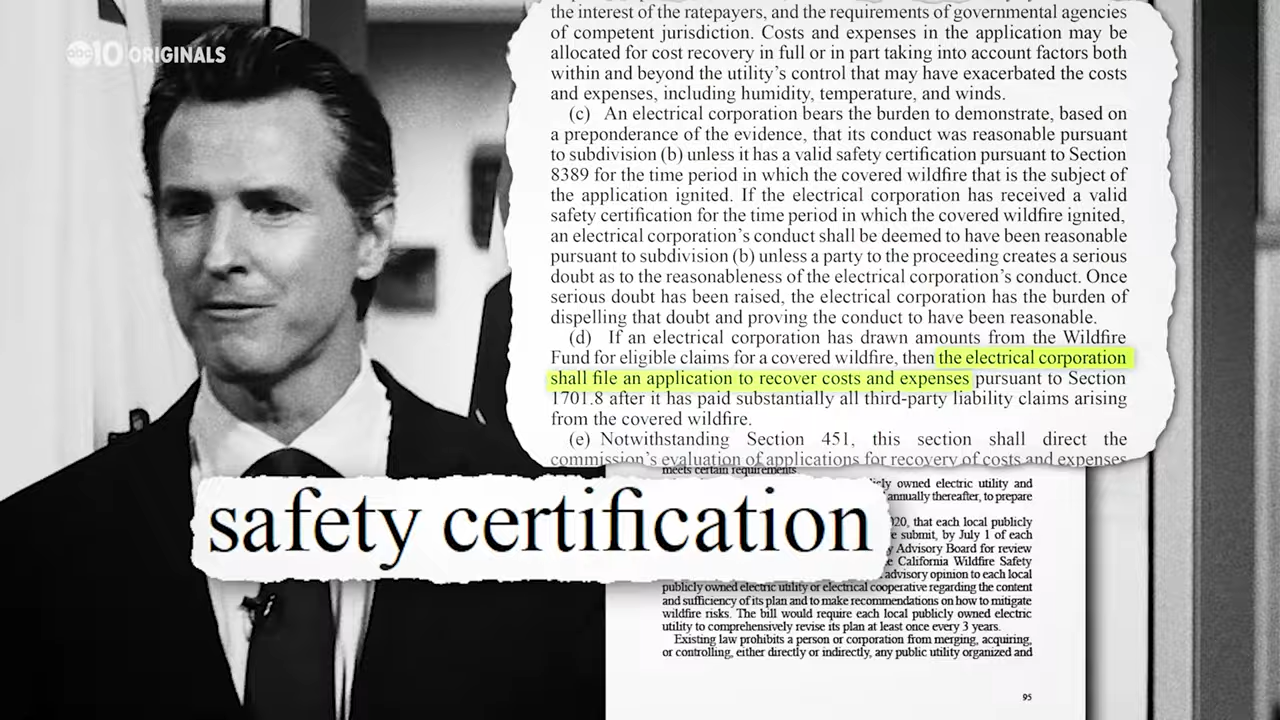 abc10 ORIGINALS
the interest of the ratepayers, and the requirements of governmental agencies
of competent jurisdiction. Costs and expenses in the application may be
allocated for cost recovery in full or in part taking into account factors both
within and beyond the utility’s control that may have exacerbated the costs
and expenses, including humidity, temperature, and winds.
(c) An electrical corporation bears the burden to demonstrate, based on
a preponderance of the evidence, that its conduct was reasonable pursuant
to subdivision (b) unless it has a valid safety certification pursuant to Section
8389 for the time period in which the covered wildfire that is the subject of
the application ignited. If the electrical corporation has received a valid
safety certification for the time period in which the covered wildfire ignited,
an electrical corporation’s conduct shall be deemed to have been reasonable
pursuant to subdivision (b) unless a party to the proceeding creates a serious
doubt as to the reasonableness of the electrical corporation’s conduct. Once
serious doubt has been raised, the electrical corporation has the burden of
dispelling that doubt and proving the conduct to have been reasonable.
(d) If an electrical corporation has drawn amounts from the Wildfire
Fund for eligible claims for a covered wildfire, then the electrical corporation
shall file an application to recover costs and expenses pursuant to Section
1701.8 after it has paid substantially all third-party liability claims arising
from the covered wildfire.
(e) Notwithstanding Section 451, this section shall direct the
commission’s evaluation of applications for recovery of costs and expenses
safety certification
meets certain requirements.
owned electric utility and
annually thereafter, to prepare
that each local publicly
submit, by July 1 of each
Advisory Board for review
California Wildfire Safety
advisory opinion to each local
publicly owned electric utility or electrical cooperative regarding the content
and sufficiency of its plan and to make recommendations on how to mitigate
wildfire risks. The bill would require each local publicly owned electric
utility to comprehensively revise its plan at least once every 3 years.
Existing law prohibits a person or corporation from merging, acquiring,
or controlling, either directly or indirectly, any public utility organized and
95